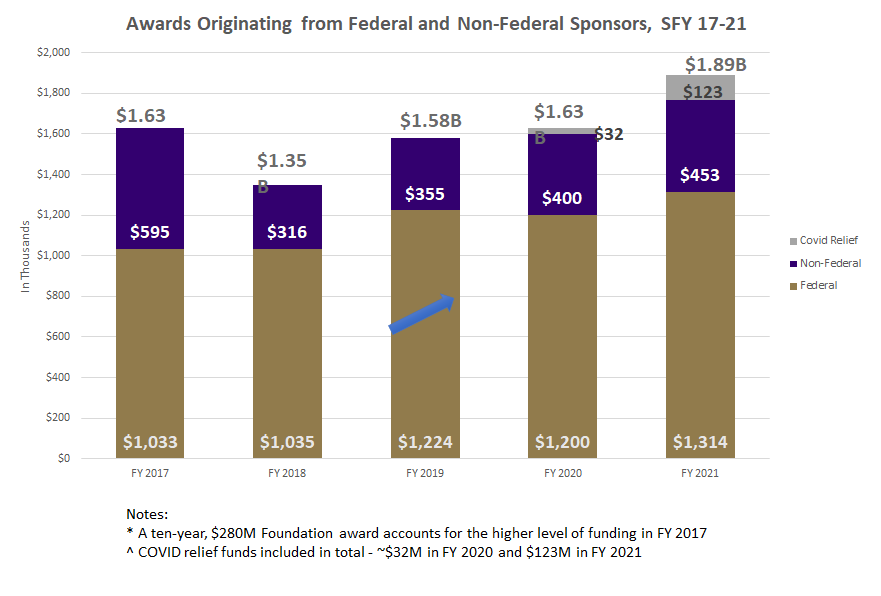 Awards Originating from Federal and Non-Federal Sponsors, SFY 17-21
In Thousands
$2,000
$1,800
$1,600
$1,400
$1,200
$1,000
$800
$600
$400
$200
$0
$1.63
$595
$1,033
$1.35
B
$316
$1,035
$1.58B
$355
$1,224
$1.63
B
$32
$400
$1,200
$1.89B
$123
$453
$1,314
FY 2017
FY 2018
FY 2019
FY 2020
FY 2021
Covid Relief
Non-Federal
Federal
Notes:
* A ten-year, $280M Foundation award accounts for the higher level of funding in FY 2017
^ COVID relief funds included in total - ~$32M in FY 2020 and $123M in FY 2021